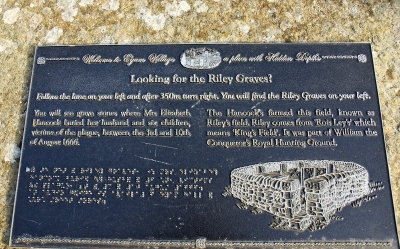 Welcome to Eyam Village a place with Hidden Depths
Looking for the Riley Graves?
Follow the lane on your left and after 350m turn right. You will find the Riley Graves on your left.
You will see grave stones where Mrs Elizabeth
Hancock buried her husband and six children,
victims of the plague, between the 3rd and 10th
of August 1666.
The Hancock's farmed this field, known as
Riley's field. Riley comes from 'Rois Ley's' which
means 'King's Field'. It was part of William the
Conqueror's Royal Hunting Ground.